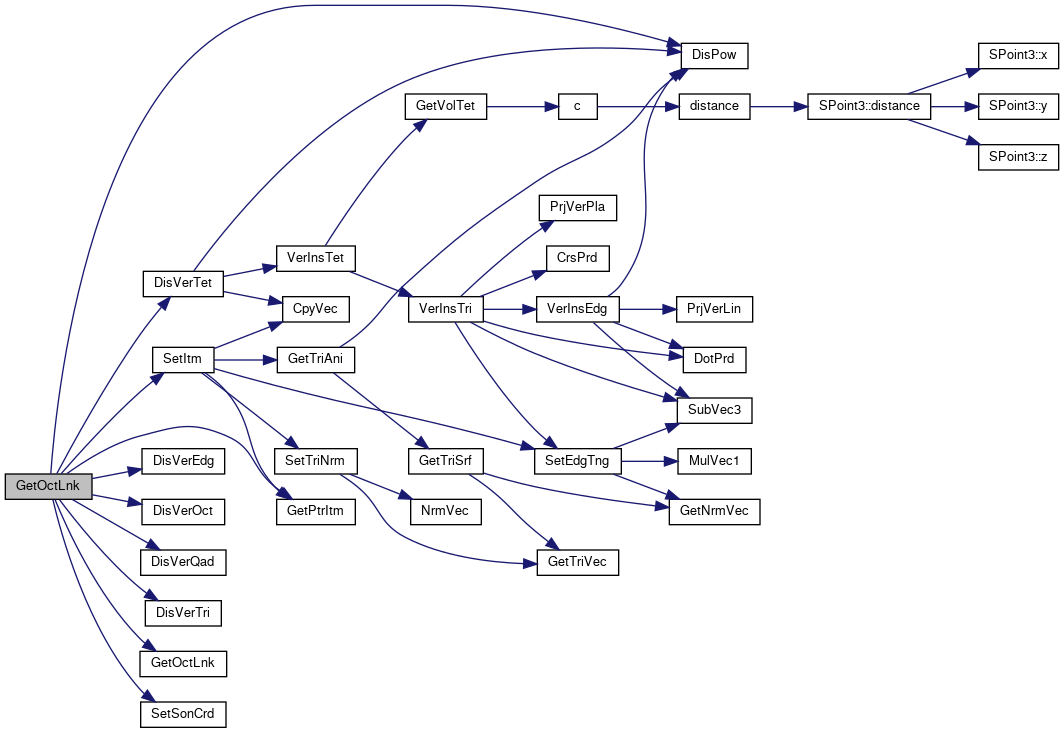 SPoint3::x
DisPow
GetVolTet
c
distance
SPoint3::distance
SPoint3::y
SPoint3::z
PrjVerPla
VerInsTet
CrsPrd
DisVerTet
CpyVec
VerInsTri
VerInsEdg
PrjVerLin
SetItm
GetTriAni
DotPrd
SubVec3
DisVerEdg
SetTriNrm
GetTriSrf
SetEdgTng
MulVec1
GetOctLnk
DisVerOct
GetPtrItm
NrmVec
GetNrmVec
DisVerQad
GetTriVec
DisVerTri
GetOctLnk
SetSonCrd